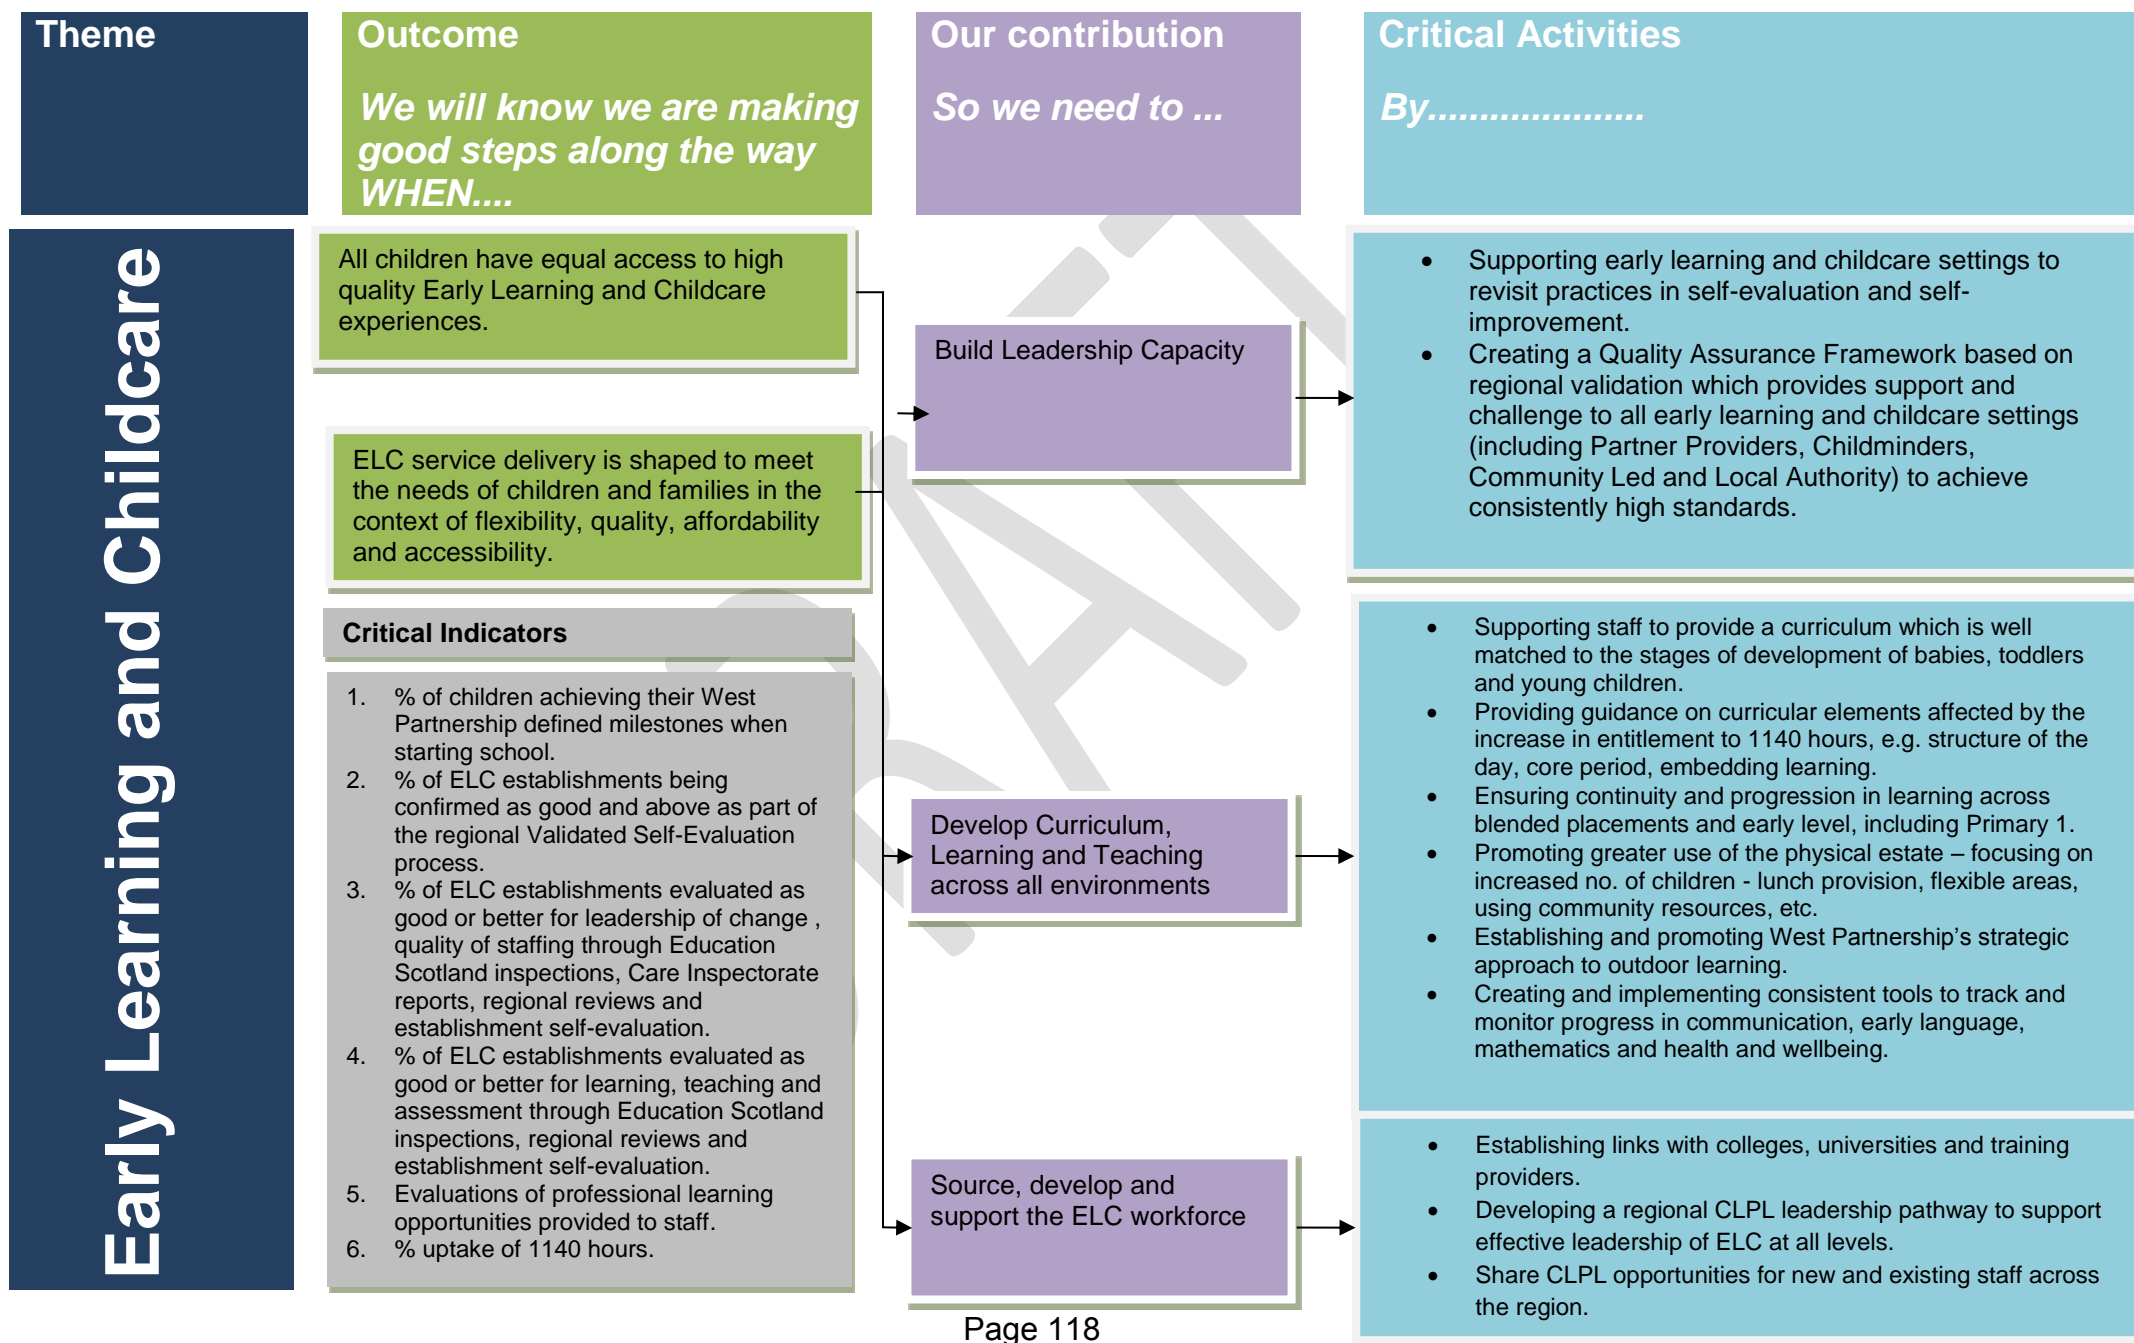 Theme
Outcome
We will know we are making
good steps along the way
WHEN....
Our contribution
So we need to ...
Critical Activities
By.....................
Early Learning and Childcare
All children have equal access to high
quality Early Learning and Childcare
experiences.
ELC service delivery is shaped to meet
the needs of children and families in the
context of flexibility, quality, affordability
and accessibility.
Critical Indicators
1. % of children achieving their West
Partnership defined milestones when
starting school.
2. % of ELC establishments being
confirmed as good and above as part of
the regional Validated Self-Evaluation
process.
3. % of ELC establishments evaluated as
good or better for leadership of change ,
quality of staffing through Education
Scotland inspections, Care Inspectorate
reports, regional reviews and
establishment self-evaluation.
4. % of ELC establishments evaluated as
good or better for learning, teaching and
assessment through Education Scotland
inspections, regional reviews and
establishment self-evaluation.
5. Evaluations of professional learning
opportunities provided to staff.
6. % uptake of 1140 hours.
Build Leadership Capacity
Develop Curriculum,
Learning and Teaching
across all environments
Source, develop and
support the ELC workforce
• Supporting early learning and childcare settings to
revisit practices in self-evaluation and self-
improvement.
• Creating a Quality Assurance Framework based on
regional validation which provides support and
challenge to all early learning and childcare settings
(including Partner Providers, Childminders,
Community Led and Local Authority) to achieve
consistently high standards.
• Supporting staff to provide a curriculum which is well
matched to the stages of development of babies, toddlers
and young children.
• Providing guidance on curricular elements affected by the
increase in entitlement to 1140 hours, e.g. structure of the
day, core period, embedding learning.
• Ensuring continuity and progression in learning across
blended placements and early level, including Primary 1.
• Promoting greater use of the physical estate – focusing on
increased no. of children - lunch provision, flexible areas,
using community resources, etc.
• Establishing and promoting West Partnership’s strategic
approach to outdoor learning.
• Creating and implementing consistent tools to track and
monitor progress in communication, early language,
mathematics and health and wellbeing.
• Establishing links with colleges, universities and training
providers.
• Developing a regional CLPL leadership pathway to support
effective leadership of ELC at all levels.
• Share CLPL opportunities for new and existing staff across
the region.
DRAFT
Page 118